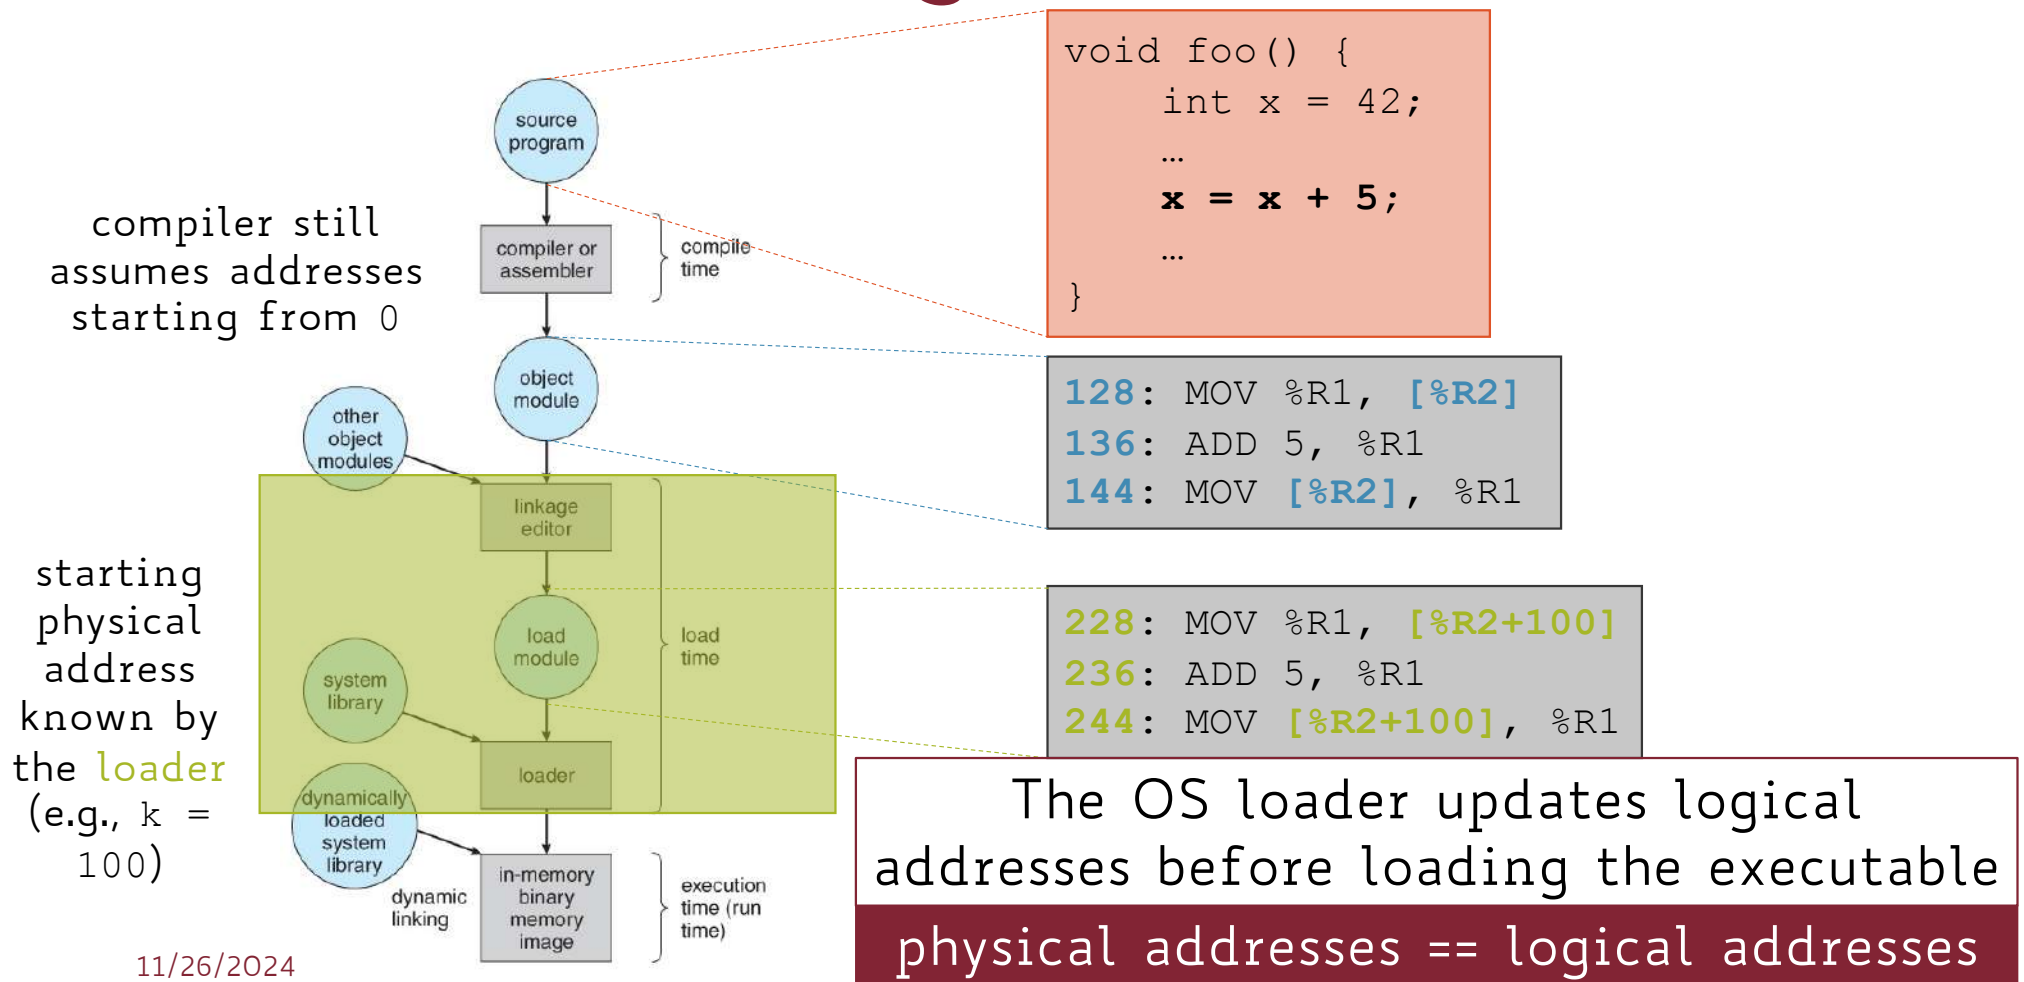 void foo() {
int x = 42;
…
x = x + 5;
…
}
source
program
compiler still
assumes addresses
starting from 0
compiler or
assembler
compile
time
object
module
128: MOV %R1, [%R2]
136: ADD 5, %R1
144: MOV [%R2], %R1
other
object
modules
linkage
editor
starting
physical
address
known by
the loader
(e.g., k =
100)
load
module
load
time
228: MOV %R1, [%R2+100]
236: ADD 5, %R1
244: MOV [%R2+100], %R1
system
library
loader
dynamically
loaded
system
library
dynamic
linking
in-memory
binary
memory
image
execution
time (run
time)
The OS loader updates logical
addresses before loading the executable
physical addresses == logical addresses
11/26/2024